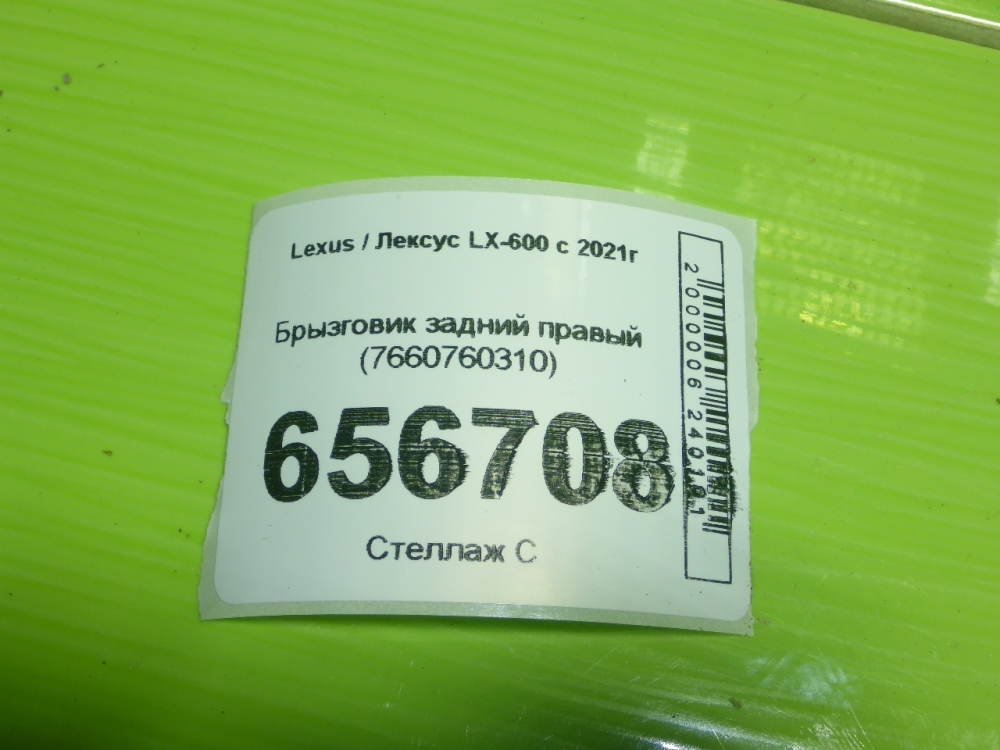 Lexus / Лексус LX-600 с 2021г
Брызговик задний правый
(7660760310)
656708
Стеллаж С